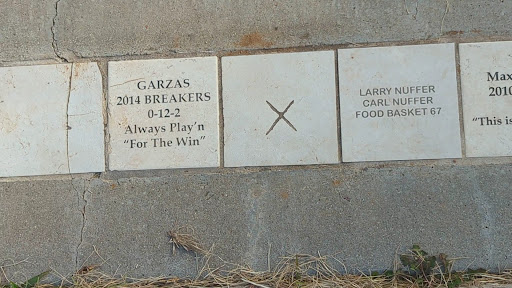 GARZAS
2014 BREAKERS
0-12-2
Always Play'n
"For The Win"
X
LARRY NUFFER
CARL NUFFER
FOOD BASKET 67
Max
2010
"This is